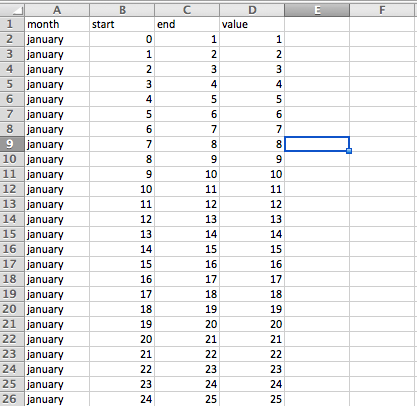 A B C D E F
1 month start end value
2 january 0 1 1
3 january 1 2 2
4 january 2 3 3
5 january 3 4 4
6 january 4 5 5
7 january 5 6 6
8 january 6 7 7
9 january 7 8 8
10 january 8 9 9
11 january 9 10 10
12 january 10 11 11
13 january 11 12 12
14 january 12 13 13
15 january 13 14 14
16 january 14 15 15
17 january 15 16 16
18 january 16 17 17
19 january 17 18 18
20 january 18 19 19
21 january 19 20 20
22 january 20 21 21
23 january 21 22 22
24 january 22 23 23
25 january 23 24 24
26 january 24 25 25